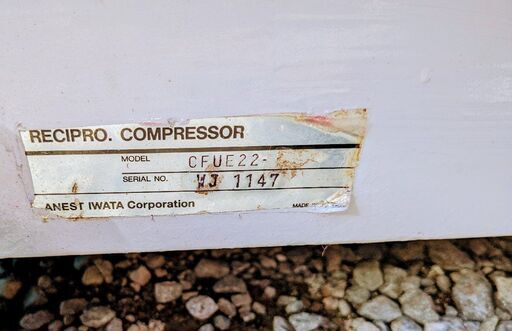 RECIPRO. COMPRESSOR
MODEL CFUE22-
SERIAL NO. WJ 1147
ANEST IWATA Corporation MADE